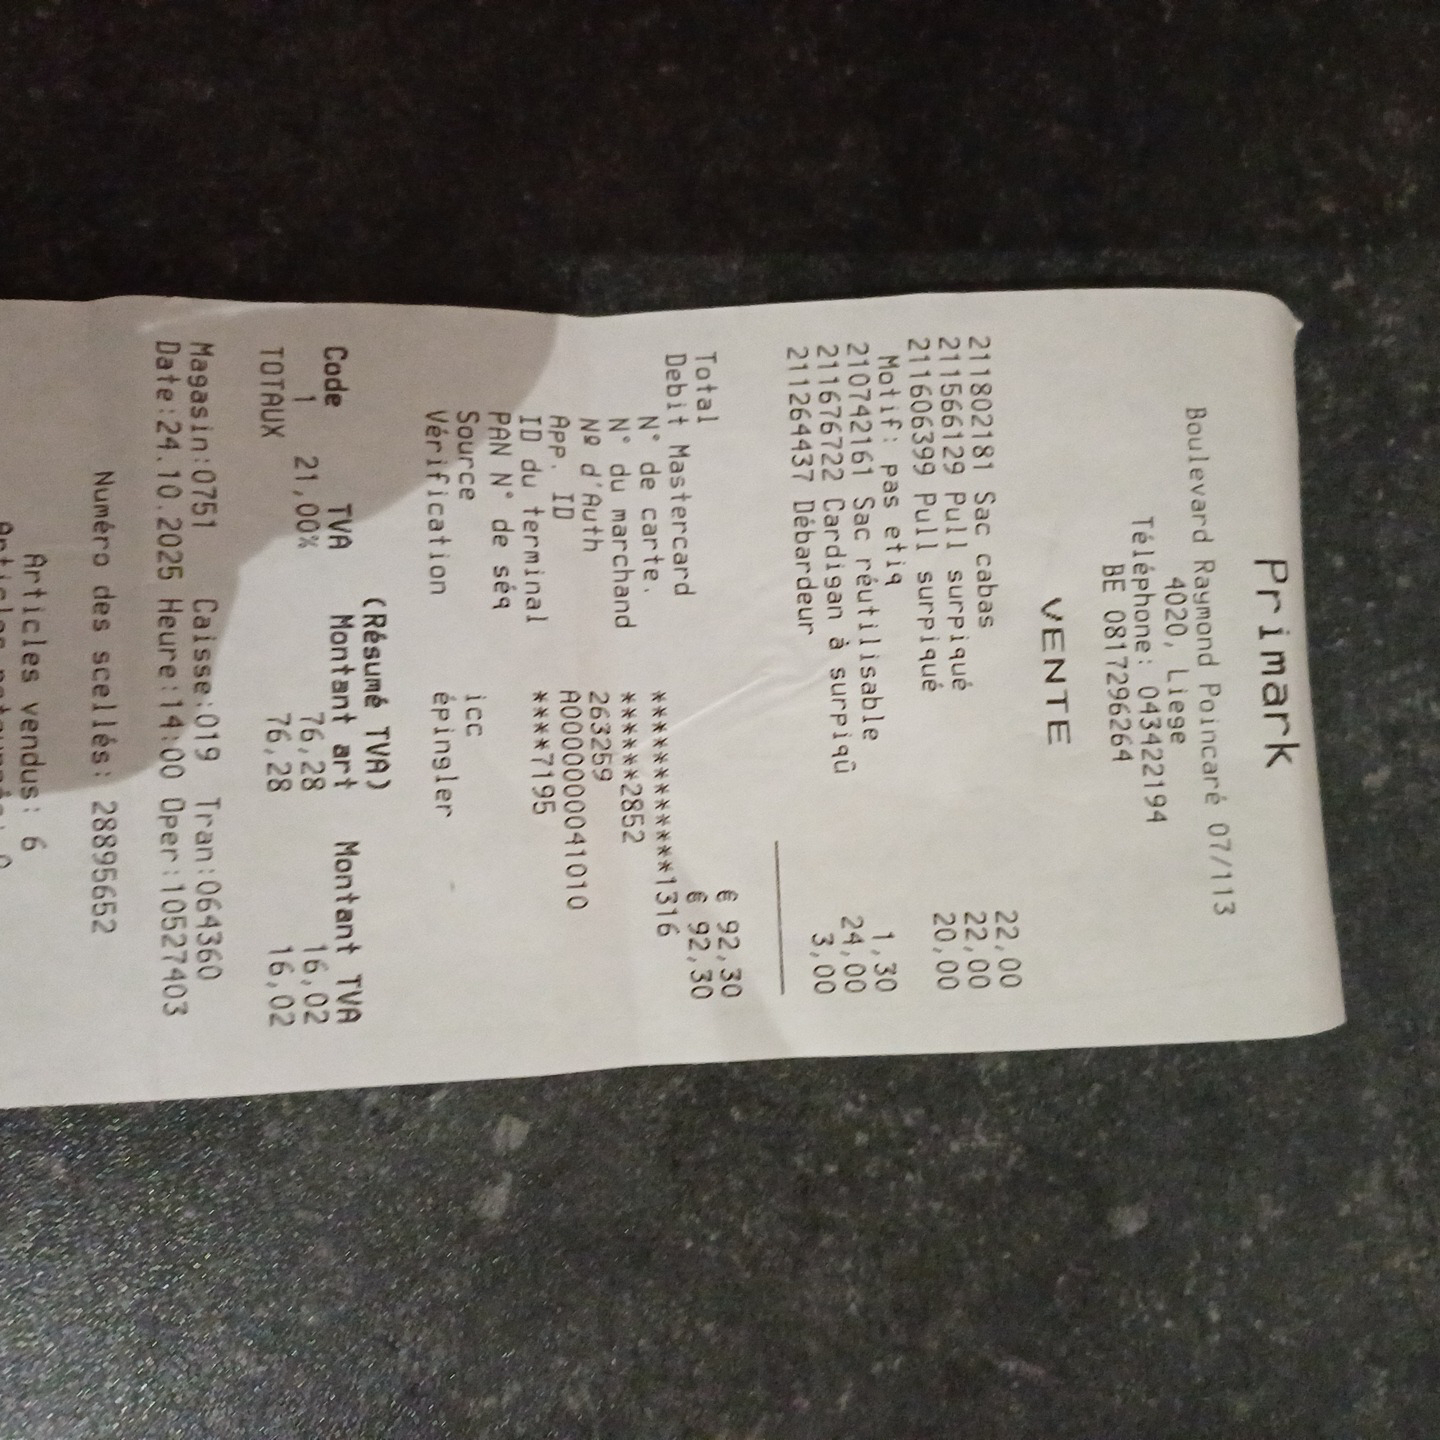 Primark
Boulevard Raymond Poincaré 07/113
4020, Liege
Téléphone: 043422194
BE 0817296264
VENTE
211802181 Sac cabas 22,00
211566129 Pull surpiqué 22,00
211606399 Pull surpiqué 20,00
Motif: pas etiq
210742161 Sac réutilisable 1,30
211676722 Cardigan à surpiqû 24,00
211264437 Débardeur 3,00
Total € 92,30
Debit Mastercard € 92,30
N° de carte. ************1316
N° du marchand ******2852
Nº d'Auth 263259
App. ID A0000000041010
ID du terminal ****7195
PAN N° de séq
Source icc
Vérification épingler
(Résumé TVA)
Code TVA Montant art Montant TVA
1 21,00% 76,28 16,02
TOTAUX 76,28 16,02
Magasin:0751 Caisse:019 Tran:064360
Date:24.10.2025 Heure:14:00 Oper:10527403
Numéro des scellés: 28895652
Articles vendus: 6